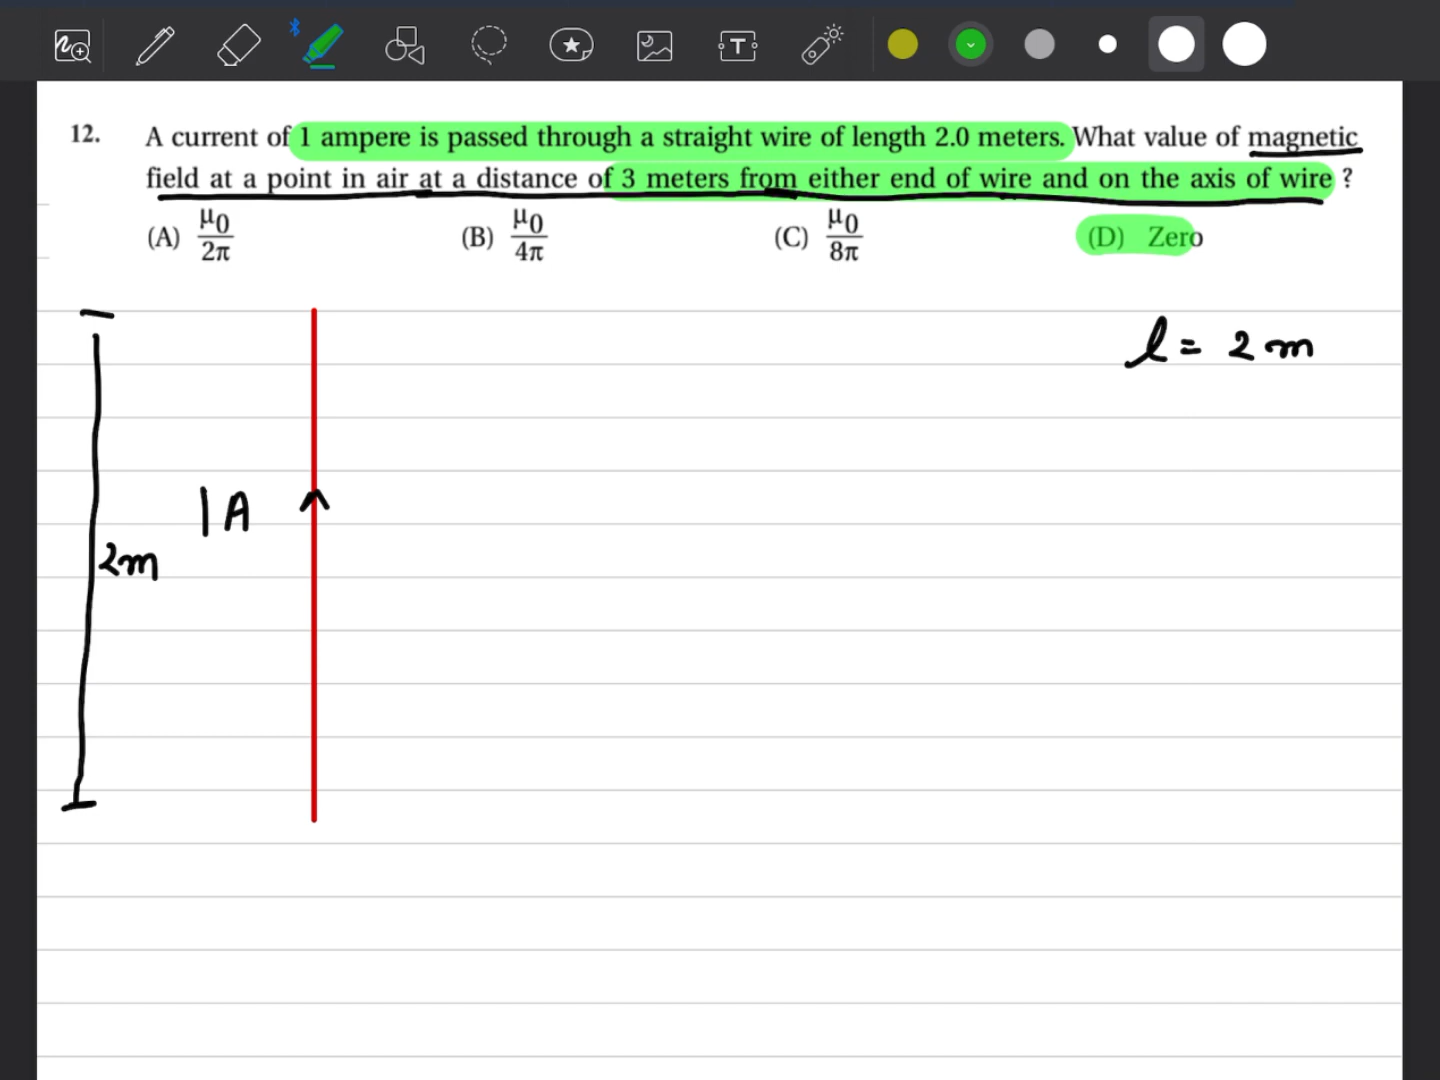 12. A current of 1 ampere is passed through a straight wire of length 2.0 meters. What value of magnetic
field at a point in air at a distance of 3 meters from either end of wire and on the axis of wire ?
(A) μ0/2π (B) μ0/4π (C) μ0/8π (D) Zero
l = 2m
1A
2m